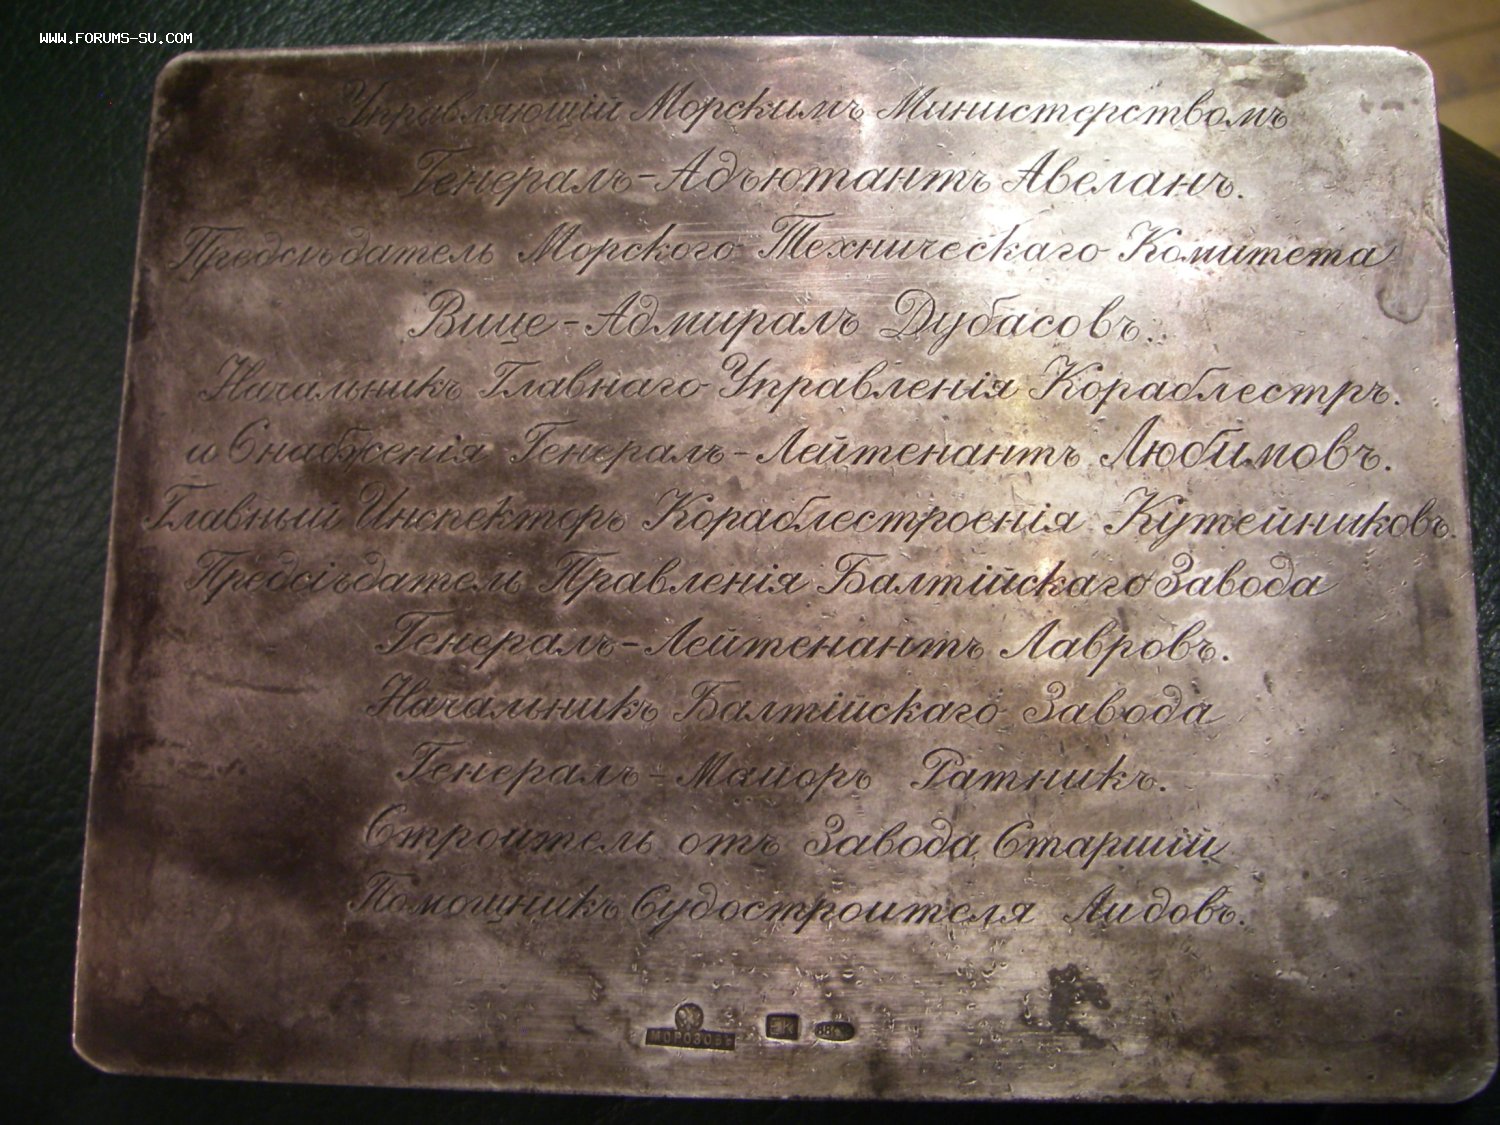 WWW.FORUMS-SU.COM
Управляющій Морскимъ Министерствомъ
Генералъ-Адъютантъ Авеланъ.
Предсѣдатель Морского Техническаго Комитета
Вице-Адмиралъ Дубасовъ.
Начальникъ Главнаго Управленія Кораблестр.
и Снабженія Генералъ-Лейтенантъ Любимовъ.
Главный Инспекторъ Кораблестроенія Кутейниковъ.
Предсѣдатель Правленія Балтійскаго Завода
Генералъ-Лейтенантъ Лавровъ.
Начальникъ Балтійскаго Завода
Генералъ-Маиоръ Ратникъ.
Строитель отъ Завода Старшій
Помощникъ Судостроителя Лидовъ.
МОРОЗОВЪ ЭК